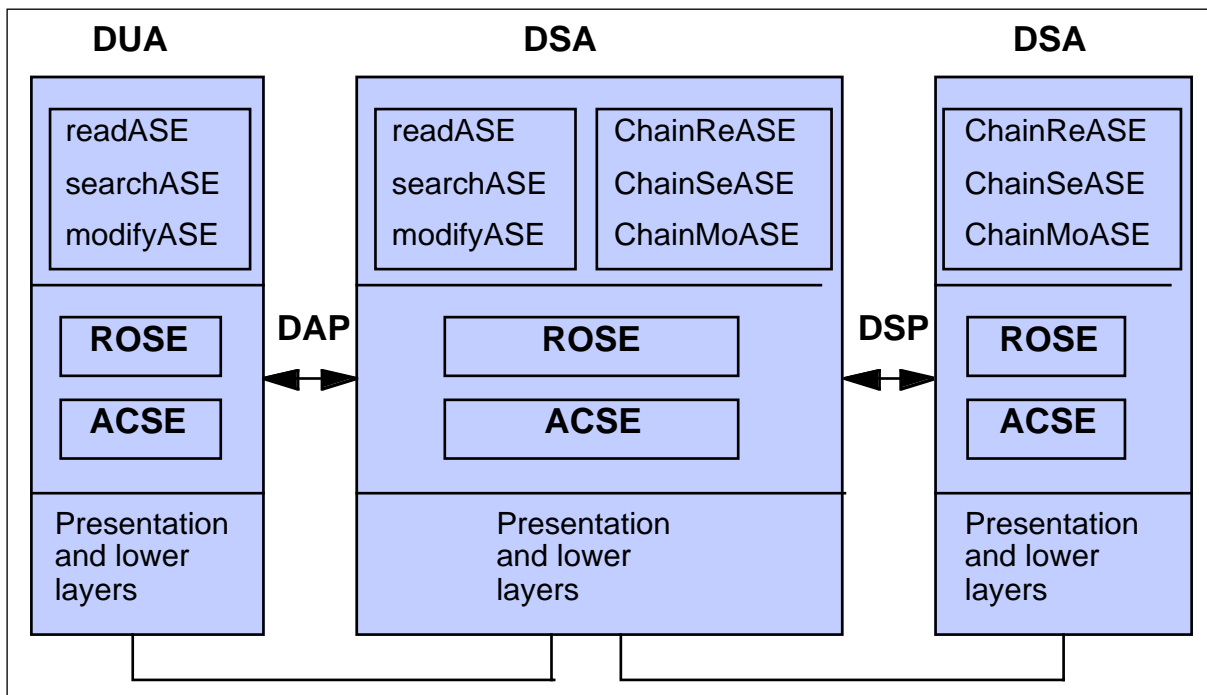 DUA
DSA
DSA
readASE
searchASE
modifyASE
readASE
searchASE
modifyASE
ChainReASE
ChainSeASE
ChainMoASE
ChainReASE
ChainSeASE
ChainMoASE
ROSE
DAP
ROSE
DSP
ROSE
ACSE
ACSE
ACSE
Presentation
and lower
layers
Presentation
and lower
layers
Presentation
and lower
layers